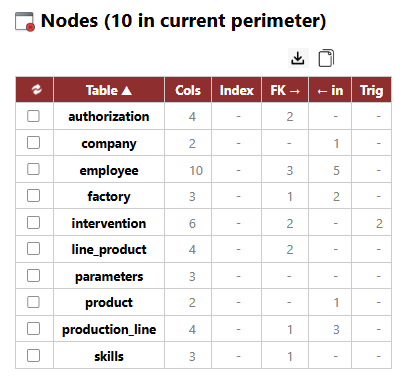 Nodes (10 in current perimeter)
Table ▲ Cols Index FK → ← in Trig
authorization 4 - 2 - -
company 2 - - 1 -
employee 10 - 3 5 -
factory 3 - 1 2 -
intervention 6 - 2 - 2
line_product 4 - 2 - -
parameters 3 - - - -
product 2 - - 1 -
production_line 4 - 1 3 -
skills 3 - 1 - -